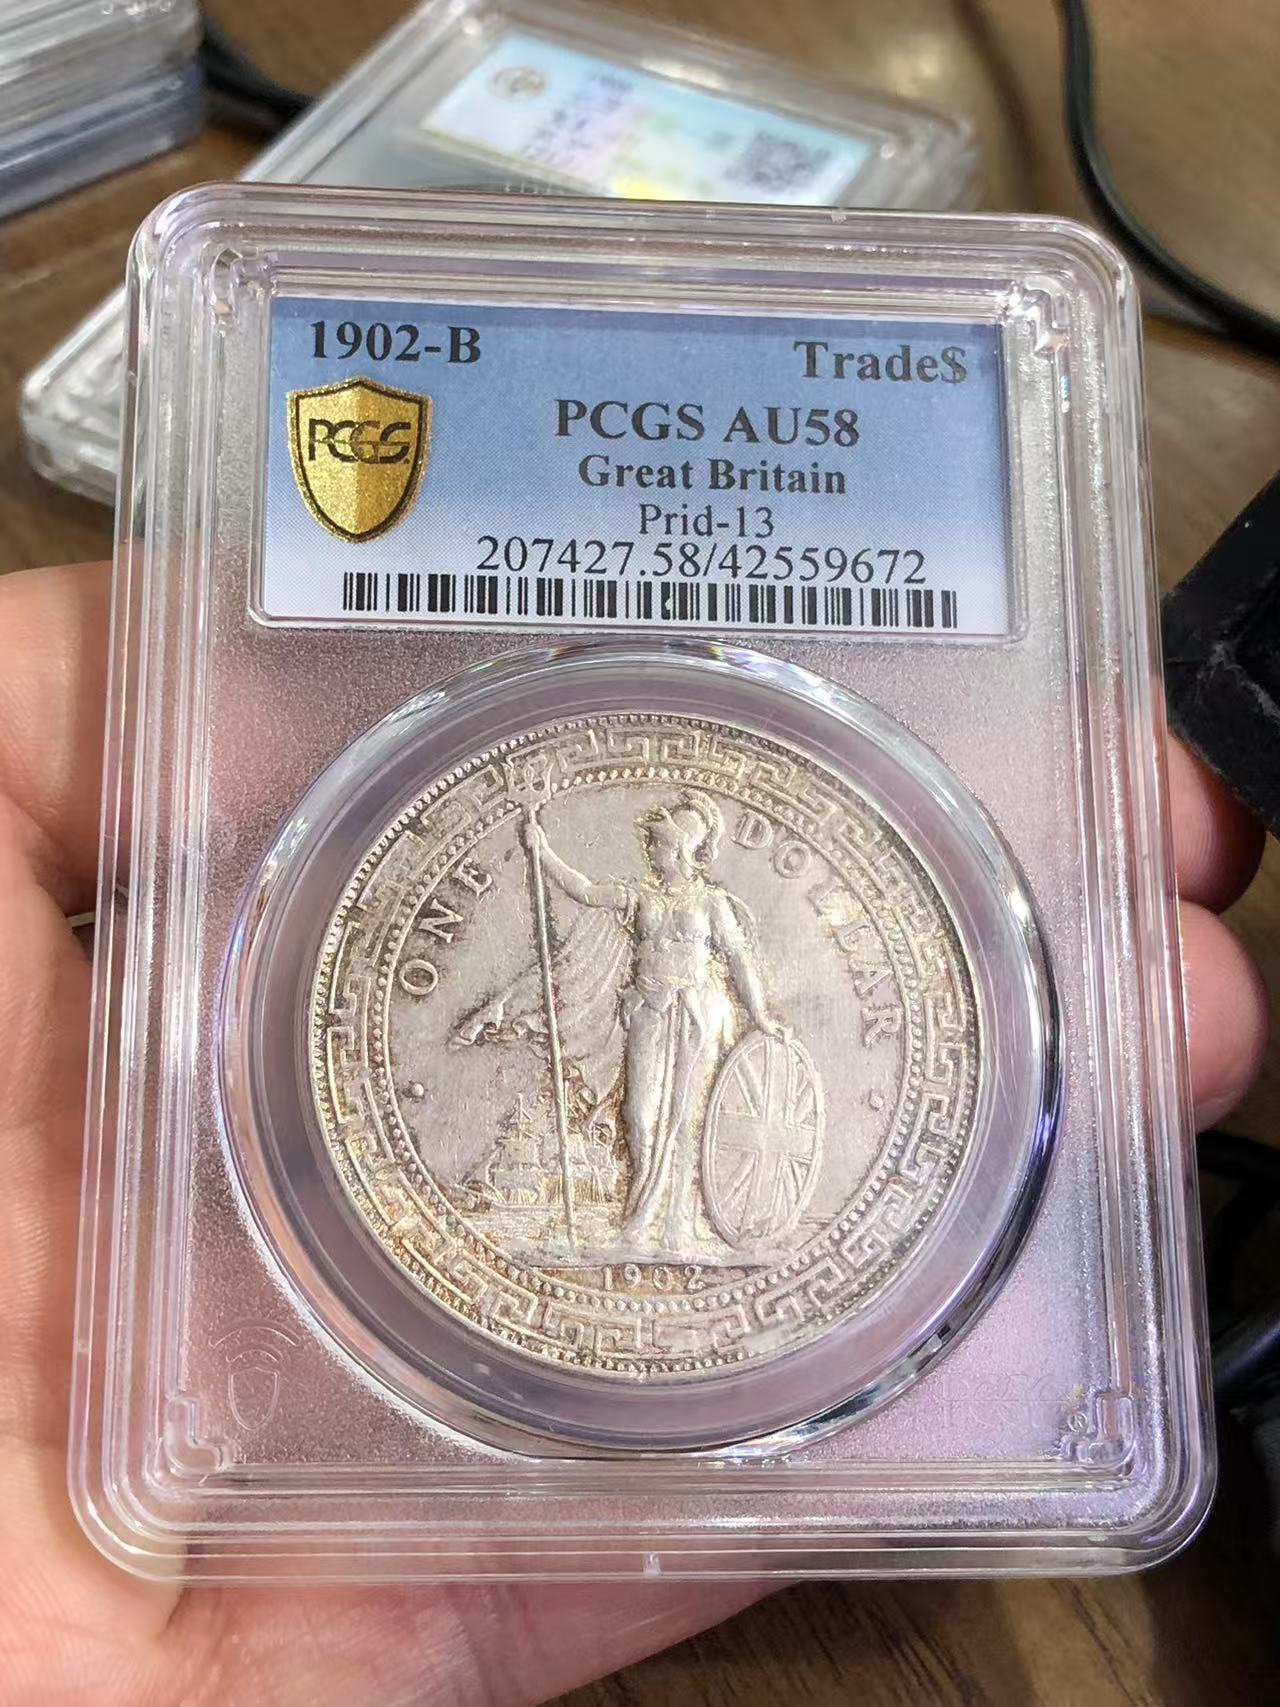 1902-B
Trade$
PCGS AU58
PCGS
Great Britain
Prid-13
207427.58/42559672
ONE DOLLAR
1902